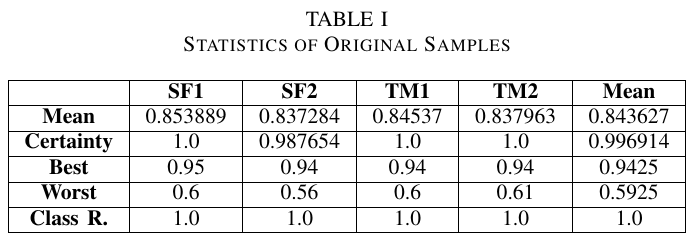 TABLE I
STATISTICS OF ORIGINAL SAMPLES
SF1 SF2 TM1 TM2 Mean
Mean 0.853889 0.837284 0.84537 0.837963 0.843627
Certainty 1.0 0.987654 1.0 1.0 0.996914
Best 0.95 0.94 0.94 0.94 0.9425
Worst 0.6 0.56 0.6 0.61 0.5925
Class R. 1.0 1.0 1.0 1.0 1.0